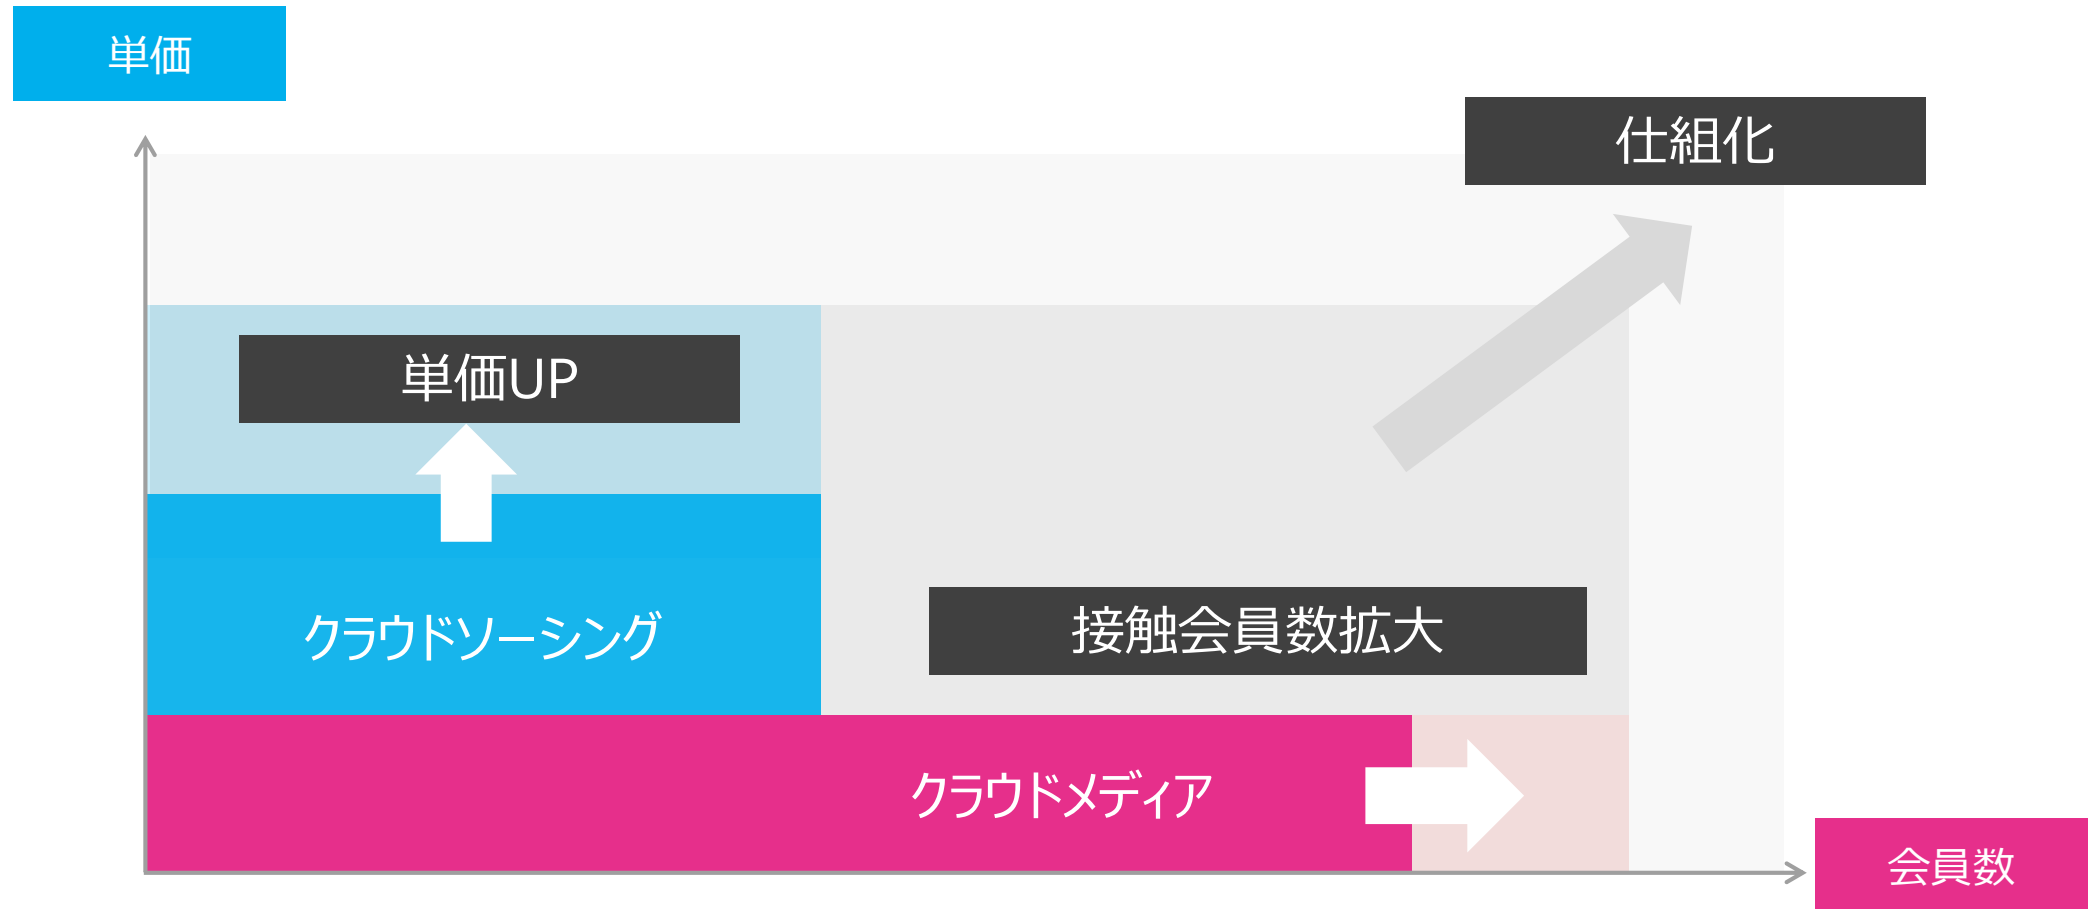 単価
仕組化
単価UP
クラウドソーシング
接触会員数拡大
クラウドメディア
会員数